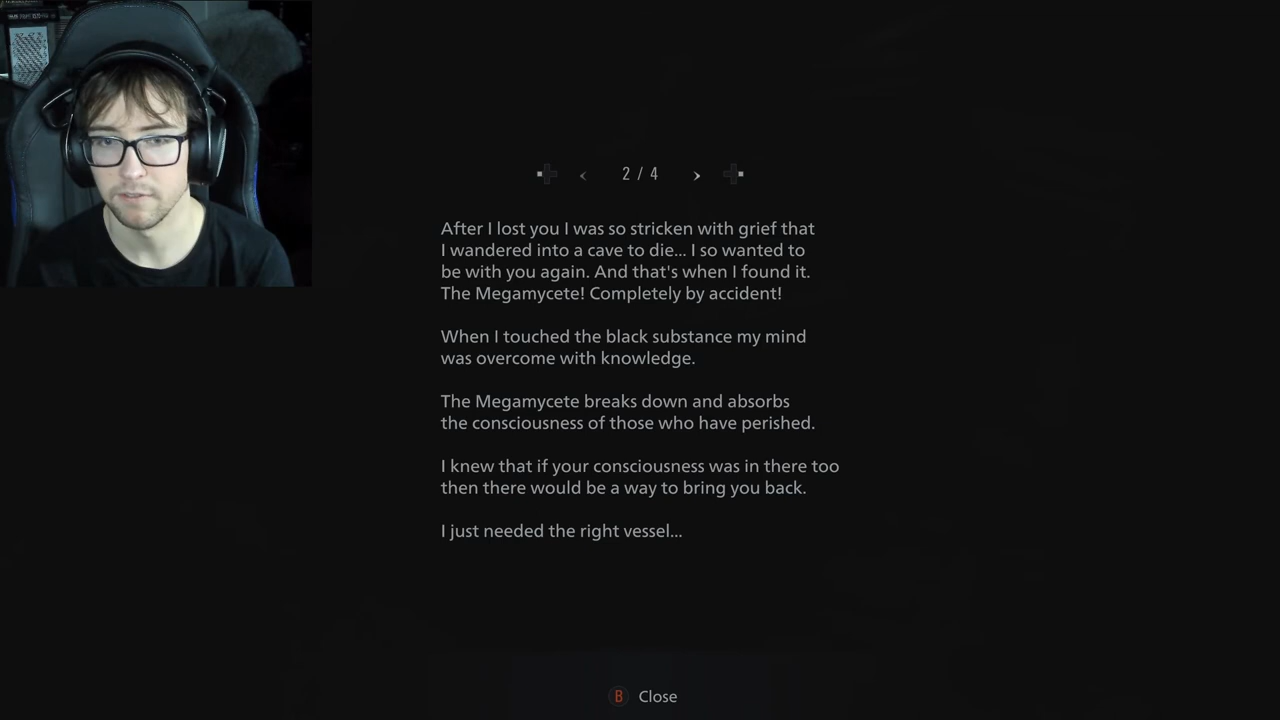 2 / 4
After I lost you I was so stricken with grief that
I wandered into a cave to die... I so wanted to
be with you again. And that's when I found it.
The Megamycete! Completely by accident!
When I touched the black substance my mind
was overcome with knowledge.
The Megamycete breaks down and absorbs
the consciousness of those who have perished.
I knew that if your consciousness was in there too
then there would be a way to bring you back.
I just needed the right vessel...
B Close